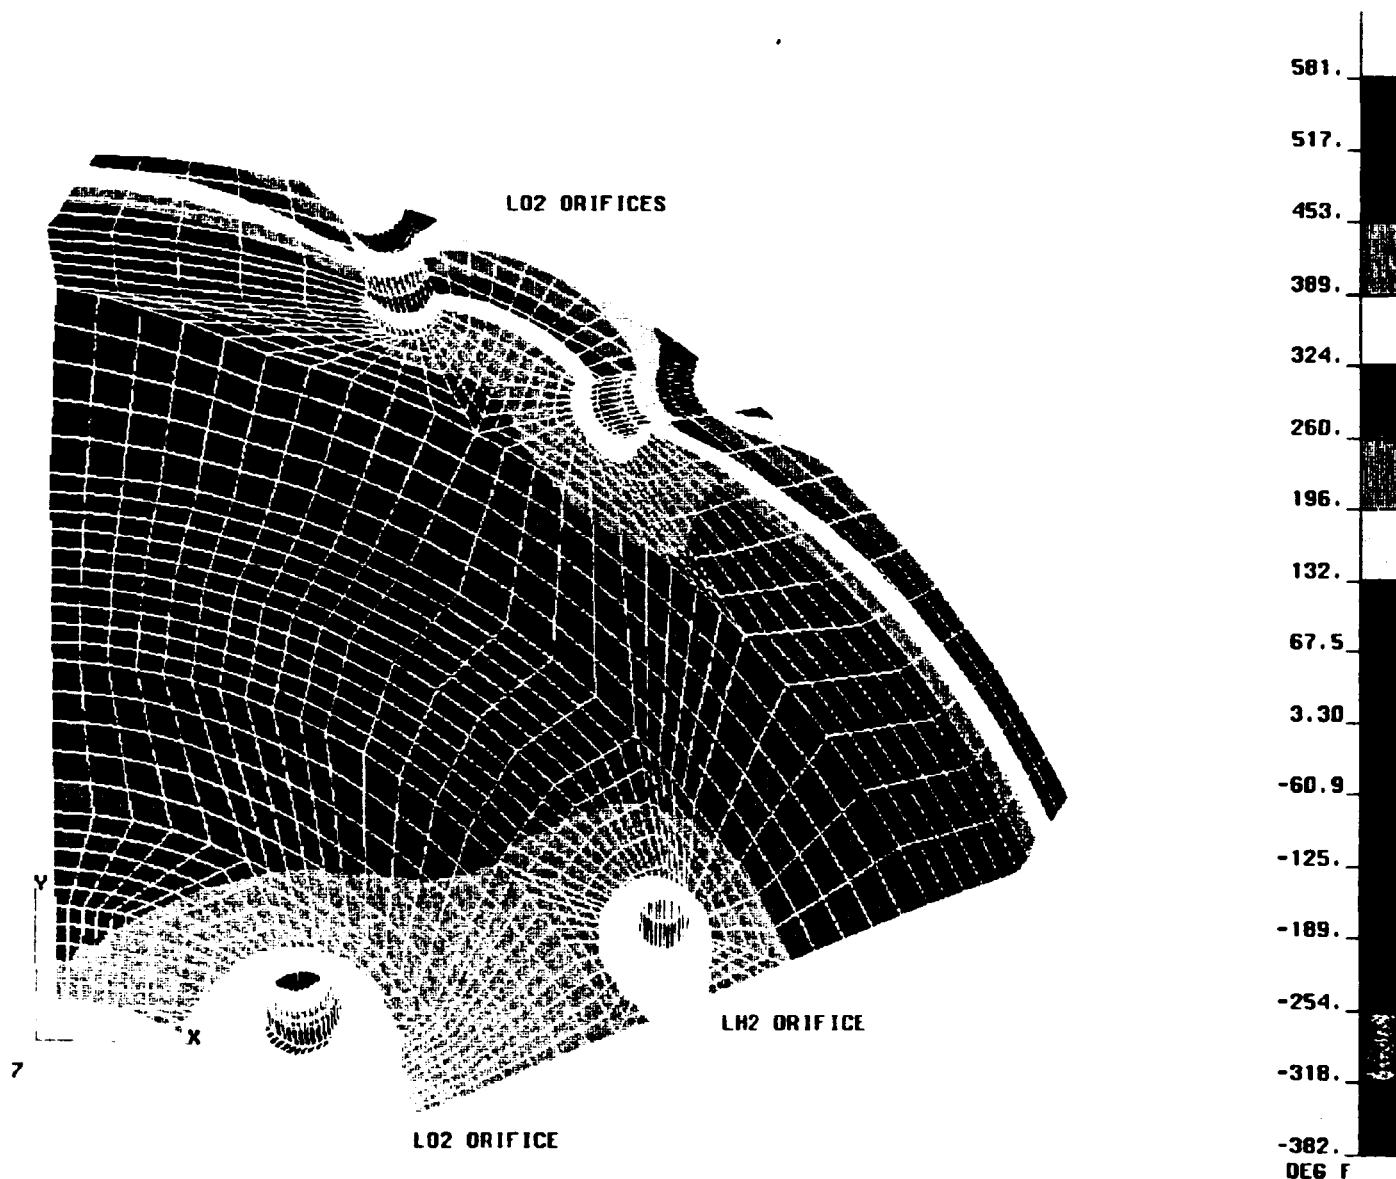 LO2 ORIFICES
581.
517.
453.
389.
324.
260.
196.
132.
67.5
3.30
-60.9
-125.
-189.
-254.
-318.
-382.
DEG F
Y
X
7
LH2 ORIFICE
LO2 ORIFICE